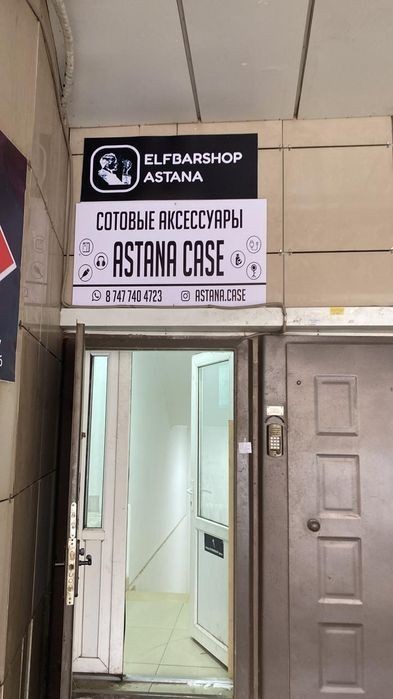 ELFBARSHOP
ASTANA
СОТОВЫЕ АКСЕССУАРЫ
ASTANA CASE
8 747 740 4723 ASTANA.CASE